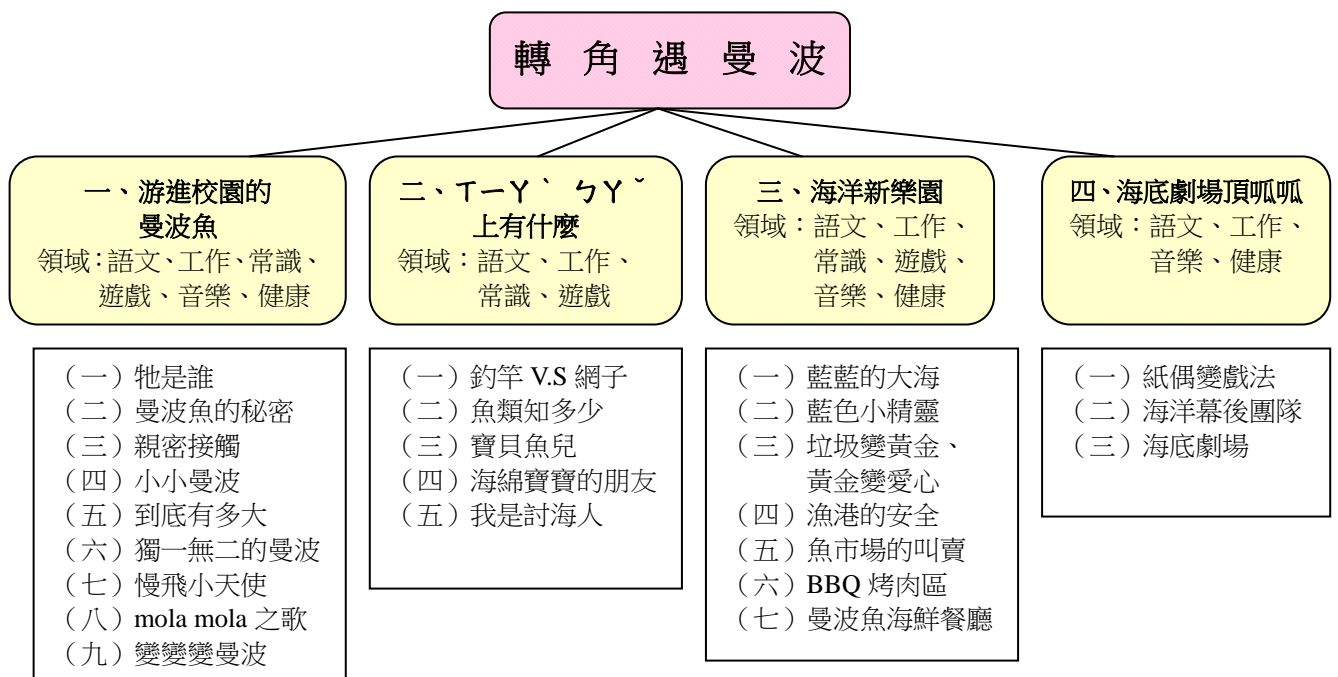 轉角遇曼波
一、游進校園的
曼波魚
領域：語文、工作、常識、
遊戲、音樂、健康
二、ㄒㄧㄚˋ ㄅㄚˇ
上有什麼
領域：語文、工作、
常識、遊戲
三、海洋新樂園
領域：語文、工作、
常識、遊戲、
音樂、健康
四、海底劇場頂呱呱
領域：語文、工作、
音樂、健康
（一）牠是誰
（二）曼波魚的秘密
（三）親密接觸
（四）小小曼波
（五）到底有多大
（六）獨一無二的曼波
（七）慢飛小天使
（八）mola mola 之歌
（九）變變變曼波
（一）釣竿 V.S 網子
（二）魚類知多少
（三）寶貝魚兒
（四）海綿寶寶的朋友
（五）我是討海人
（一）藍藍的大海
（二）藍色小精靈
（三）垃圾變黃金、
黃金變愛心
（四）漁港的安全
（五）魚市場的叫賣
（六）BBQ 烤肉區
（七）曼波魚海鮮餐廳
（一）紙偶變戲法
（二）海洋幕後團隊
（三）海底劇場